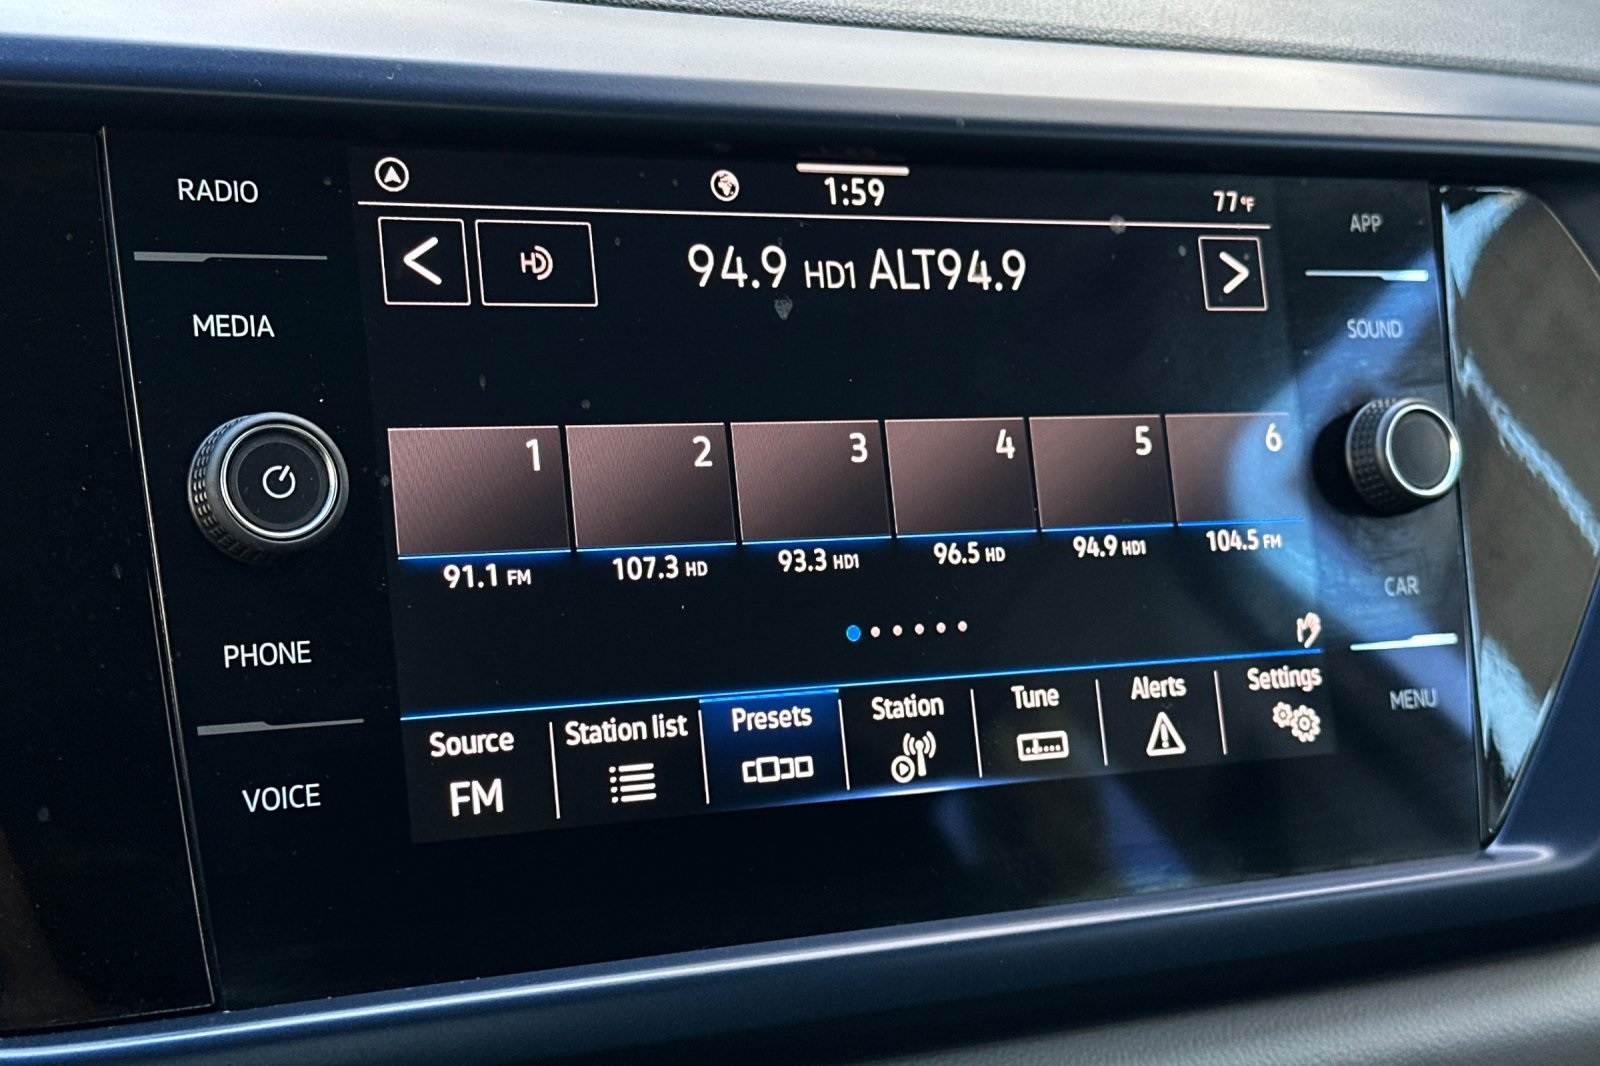 RADIO
MEDIA
PHONE
VOICE
1:59
77°F
HD
94.9 HD1 ALT94.9
1
2
3
4
5
6
91.1 FM
107.3 HD
93.3 HD1
96.5 HD
94.9 HD1
104.5 FM
Source
FM
Station list
Presets
Station
Tune
Alerts
Settings
APP
SOUND
CAR
MENU